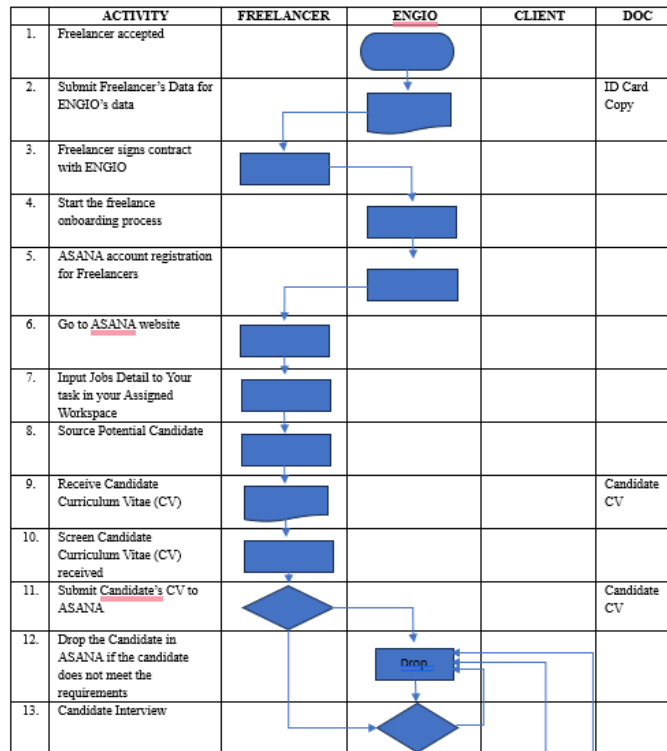 ACTIVITY FREELANCER ENGIO CLIENT DOC
1. Freelancer accepted
2. Submit Freelancer's Data for ID Card
ENGIO's data Copy
3. Freelancer signs contract
with ENGIO
4. Start the freelance
onboarding process
5. ASANA account registration
for Freelancers
6. Go to ASANA website
7. Input Jobs Detail to Your
task in your Assigned
Workspace
8. Source Potential Candidate
9. Receive Candidate Candidate
Curriculum Vitae (CV) CV
10. Screen Candidate
Curriculum Vitae (CV)
received
11. Submit Candidate's CV to Candidate
ASANA CV
12. Drop the Candidate in
ASANA if the candidate Drop
does not meet the
requirements
13. Candidate Interview